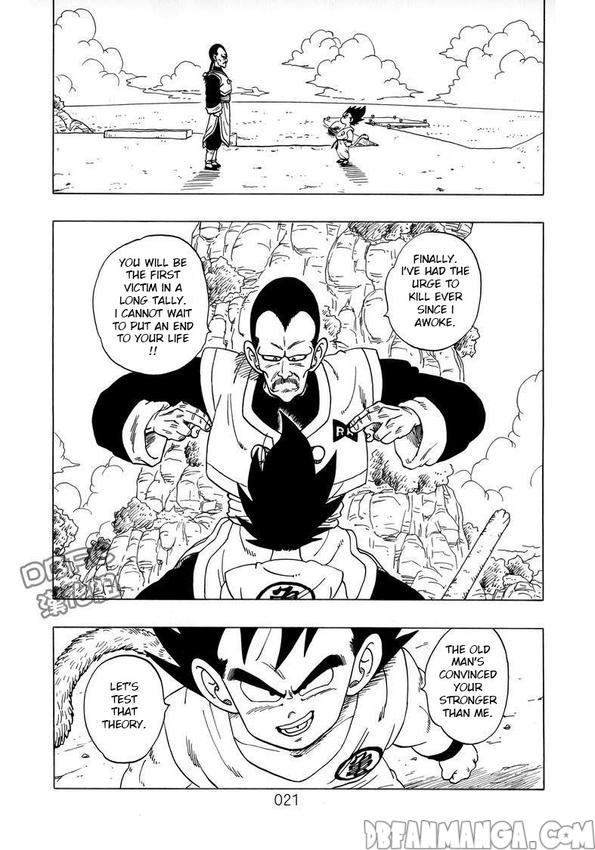 FINALLY.
I'VE HAD
THE URGE
TO KILL EVER
SINCE I
AWOKE.
YOU WILL BE
THE FIRST
VICTIM IN
A LONG TALLY.
I CANNOT WAIT
TO PUT AN END
TO YOUR LIFE
!!
THE OLD
MAN'S
CONVINCED
YOUR
STRONGER
THAN ME.
LET'S
TEST
THAT
THEORY.
021
DBFANMANGA.COM